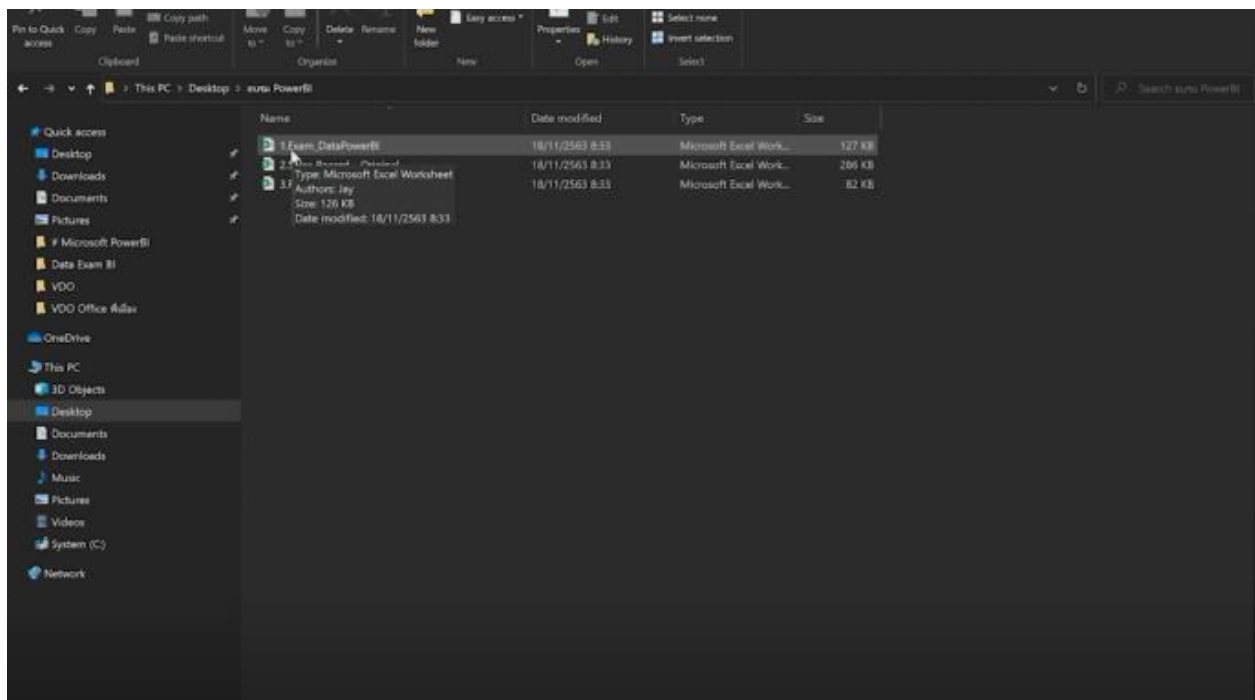 Pin to Quick access
Copy
Paste
Copy path
Paste shortcut
Clipboard
Move to
Copy to
Delete
Rename
Organize
New folder
Easy access
New
Properties
Edit
History
Open
Select none
Invert selection
Select
This PC > Desktop > PowerBI
Search PowerBI
Name Date modified Type Size
1.Exam_DataPowerBI 18/11/2563 8:33 Microsoft Excel Work... 127 KB
Record - Original 18/11/2563 8:33 Microsoft Excel Work... 286 KB
18/11/2563 8:33 Microsoft Excel Work... 82 KB
Type: Microsoft Excel Worksheet
Authors: Jay
Size: 126 KB
Date modified: 18/11/2563 8:33
Quick access
Desktop
Downloads
Documents
Pictures
# Microsoft PowerBI
Data Exam BI
VDO
VDO Office
OneDrive
This PC
3D Objects
Desktop
Documents
Downloads
Music
Pictures
Videos
System (C:)
Network